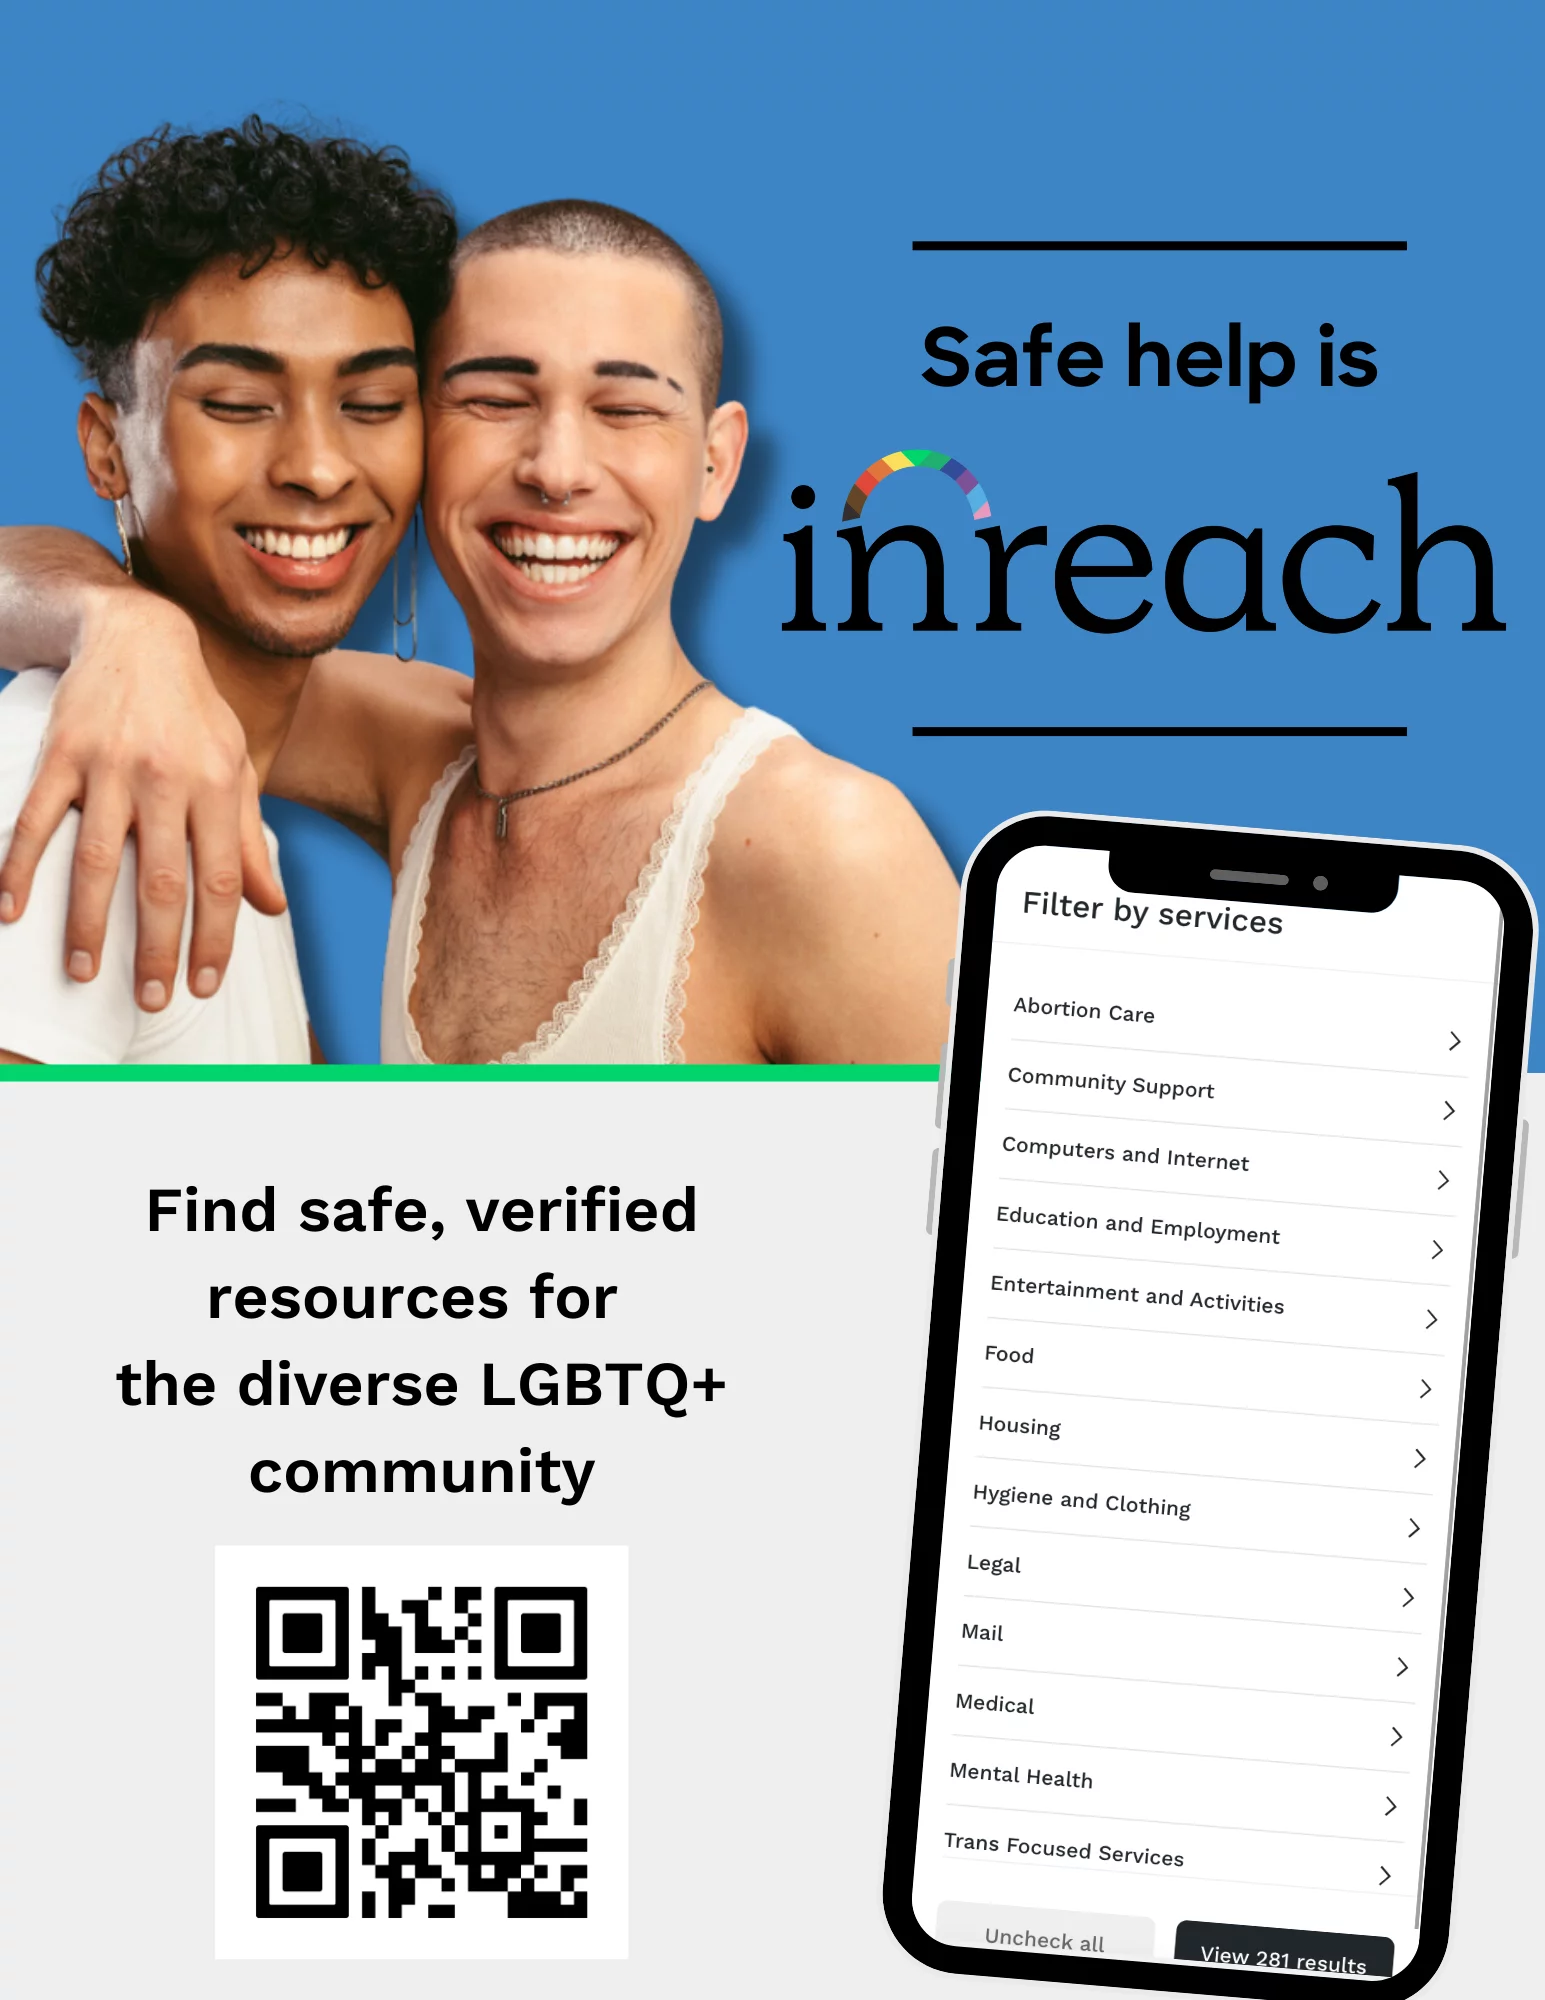 Safe help is
inreach
Find safe, verified
resources for
the diverse LGBTQ+
community
Filter by services
Abortion Care
Community Support
Computers and Internet
Education and Employment
Entertainment and Activities
Food
Housing
Hygiene and Clothing
Legal
Mail
Medical
Mental Health
Trans Focused Services
Uncheck all
View 281 results